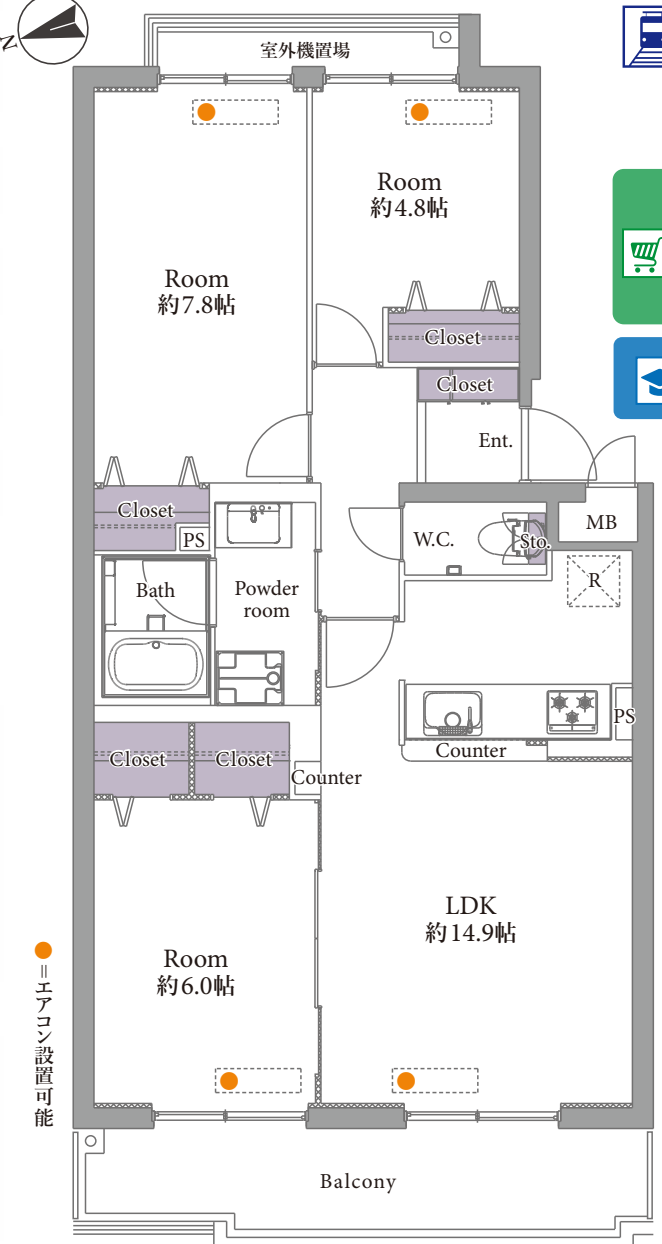 N
室外機置場
Room
約4.8帖
Room
約7.8帖
Closet
Closet
Ent.
Closet
PS
W.C.
Sto.
MB
Bath
Powder
room
R
PS
Counter
Closet
Closet
Counter
LDK
約14.9帖
Room
約6.0帖
=エアコン設置可能
Balcony